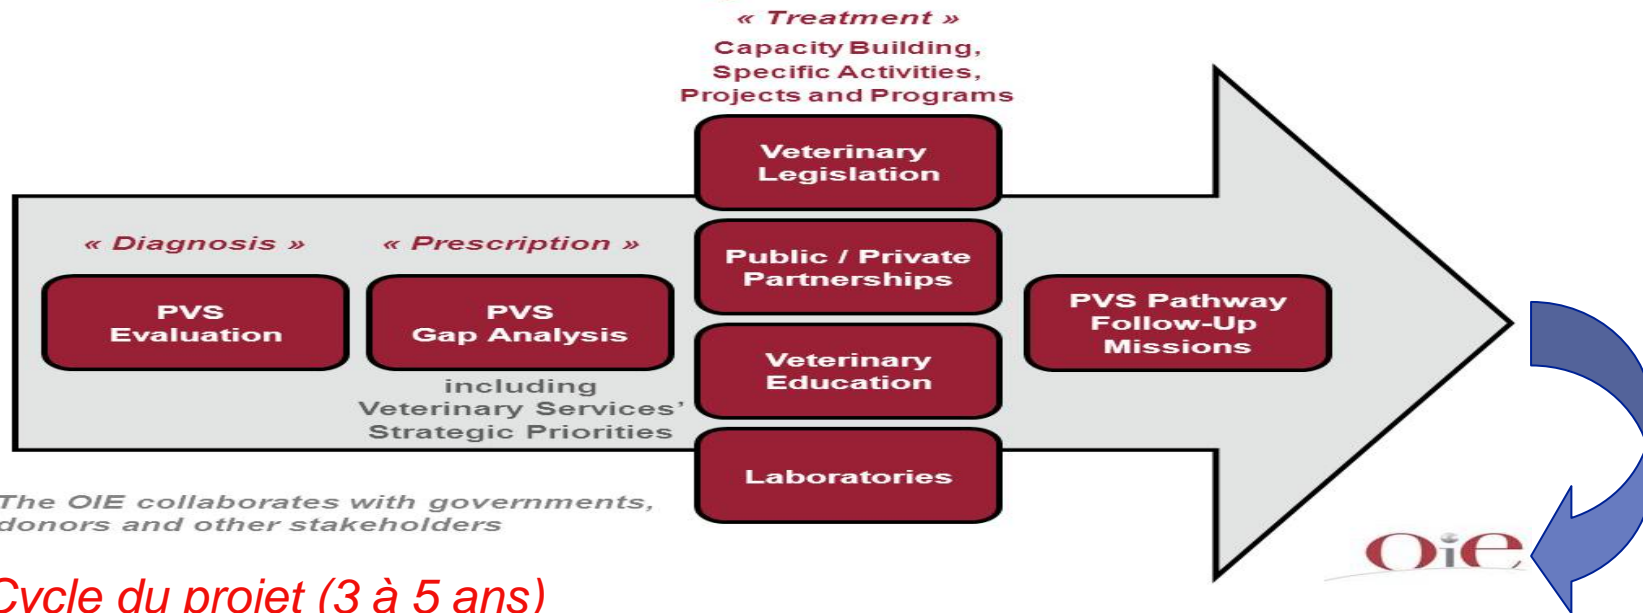 « Treatment »
Capacity Building,
Specific Activities,
Projects and Programs
« Diagnosis »
PVS
Evaluation
« Prescription »
PVS
Gap Analysis
including
Veterinary Services’
Strategic Priorities
Veterinary
Legislation
Public / Private
Partnerships
Veterinary
Education
Laboratories
PVS Pathway
Follow-Up
Missions
The OIE collaborates with governments,
donors and other stakeholders
Oie
Cycle du projet (3 à 5 ans)